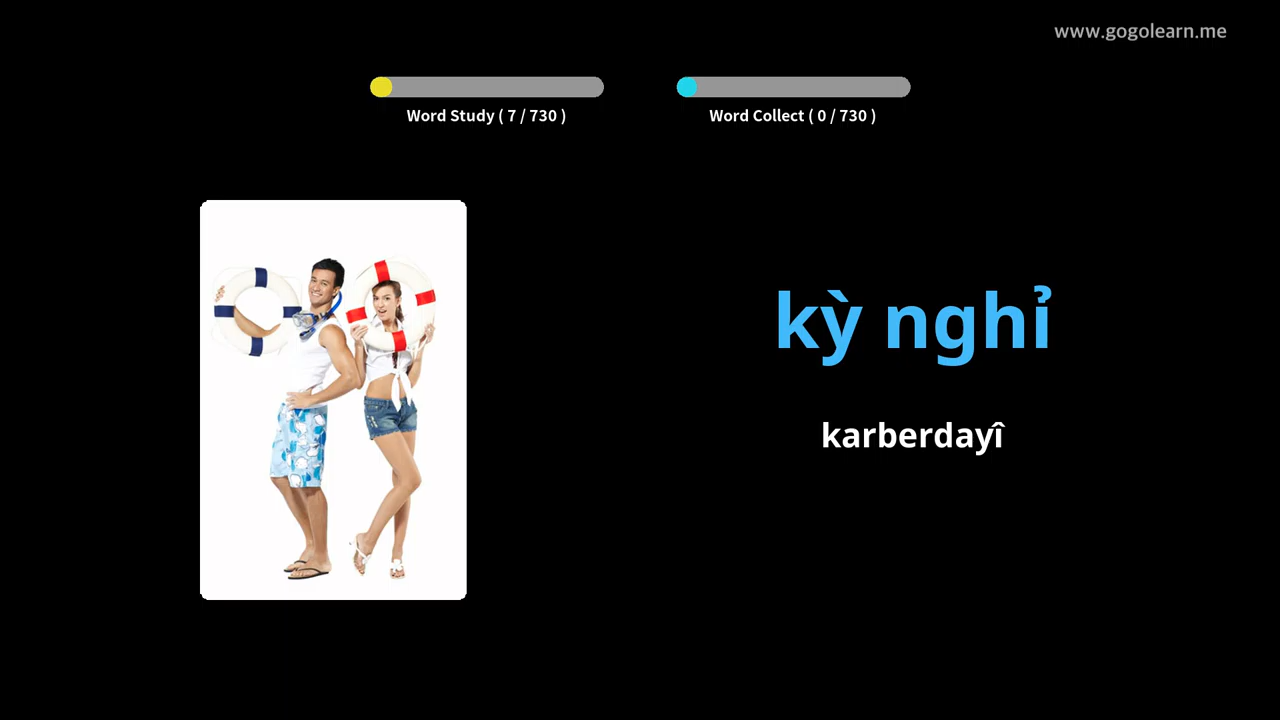 www.gogolearn.me
Word Study ( 7 / 730 )
Word Collect ( 0 / 730 )
kỳ nghỉ
karberdayî